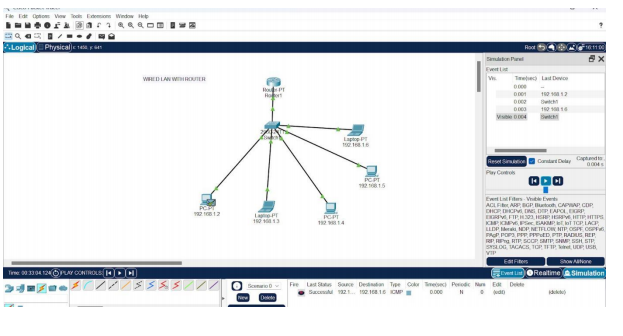 File Edit Options View Tools Extensions Window Help
?
Logical Physical x: 1450, y: 641
Root 16:11:00
WIRED LAN WITH ROUTER
Router-PT
Router1
Switch1
Laptop-PT
192.168.1.6
PC-PT
192.168.1.5
PC-PT
192.168.1.2
Laptop-PT
192.168.1.3
PC-PT
192.168.1.4
Simulation Panel
Event List
Vis. Time(sec) Last Device
0.000 --
0.001 192.168.1.2
0.002 Switch1
0.003 192.168.1.6
Visible 0.004 Switch1
Reset Simulation Constant Delay Captured to:
0.004 s
Play Controls
Event List Filters - Visible Events
ACL Filter, ARP, BGP, Bluetooth, CAPWAP, CDP,
DHCP, DHCPv6, DNS, DTP, EAPOL, EIGRP,
EIGRPv6, FTP, H.323, HSRP, HSRPv6, HTTP, HTTPS,
ICMP, ICMPv6, IPSec, ISAKMP, IoT, IoT TCP, LACP,
LLDP, Meraki, NDP, NETFLOW, NTP, OSPF, OSPFv6,
PAgP, POP3, PPP, PPPoED, PTP, RADIUS, REP,
RIP, RIPng, RTP, SCCP, SMTP, SNMP, SSH, STP,
SYSLOG, TACACS, TCP, TFTP, Telnet, UDP, USB,
VTP
Edit Filters Show All/None
Time: 00:33:04.124 PLAY CONTROLS:
Event List Realtime Simulation
Scenario 0
New Delete
Fire Last Status Source Destination Type Color Time(sec) Periodic Num Edit Delete
Successful 192.1... 192.168.1.6 ICMP 0.000 N 0 (edit) (delete)